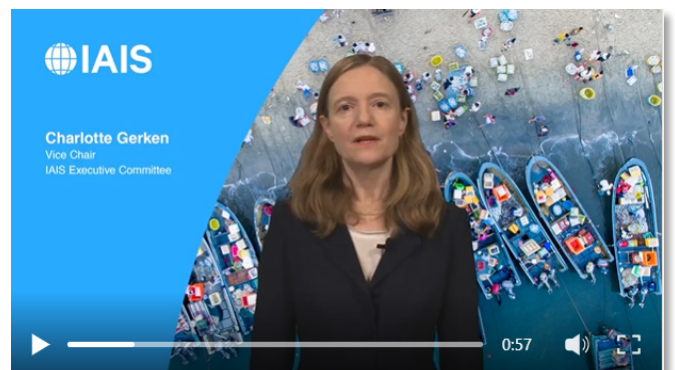 IAIS
Charlotte Gerken
Vice Chair
IAIS Executive Committee
0:57